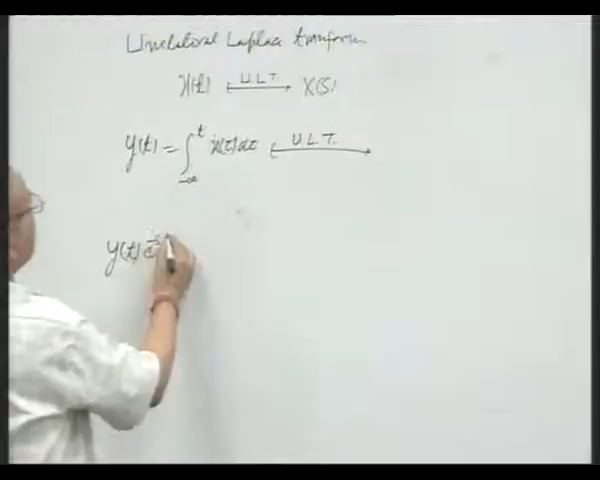 Unilateral Laplace Transform
x(t) ⟷ U.L.T. X(s)
y(t) = ∫_{-∞}^{t} x(τ)dτ ⟷ U.L.T.
y(t) e^{-s